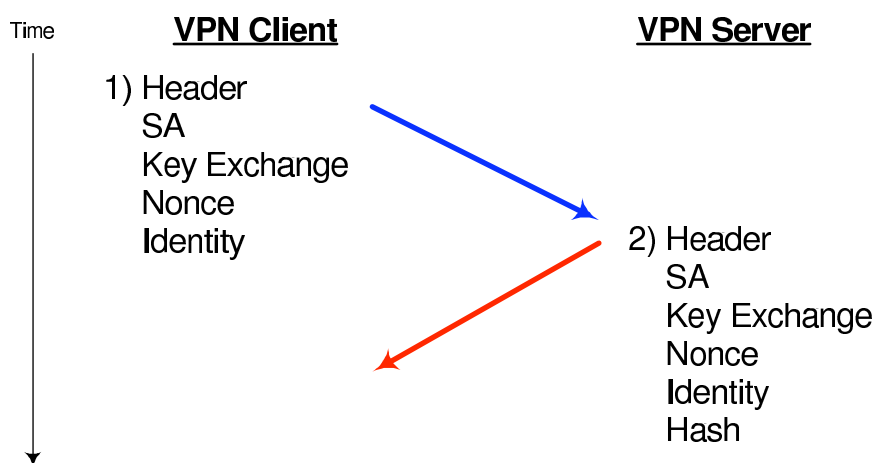 Time
VPN Client
VPN Server
1) Header
SA
Key Exchange
Nonce
Identity
2) Header
SA
Key Exchange
Nonce
Identity
Hash